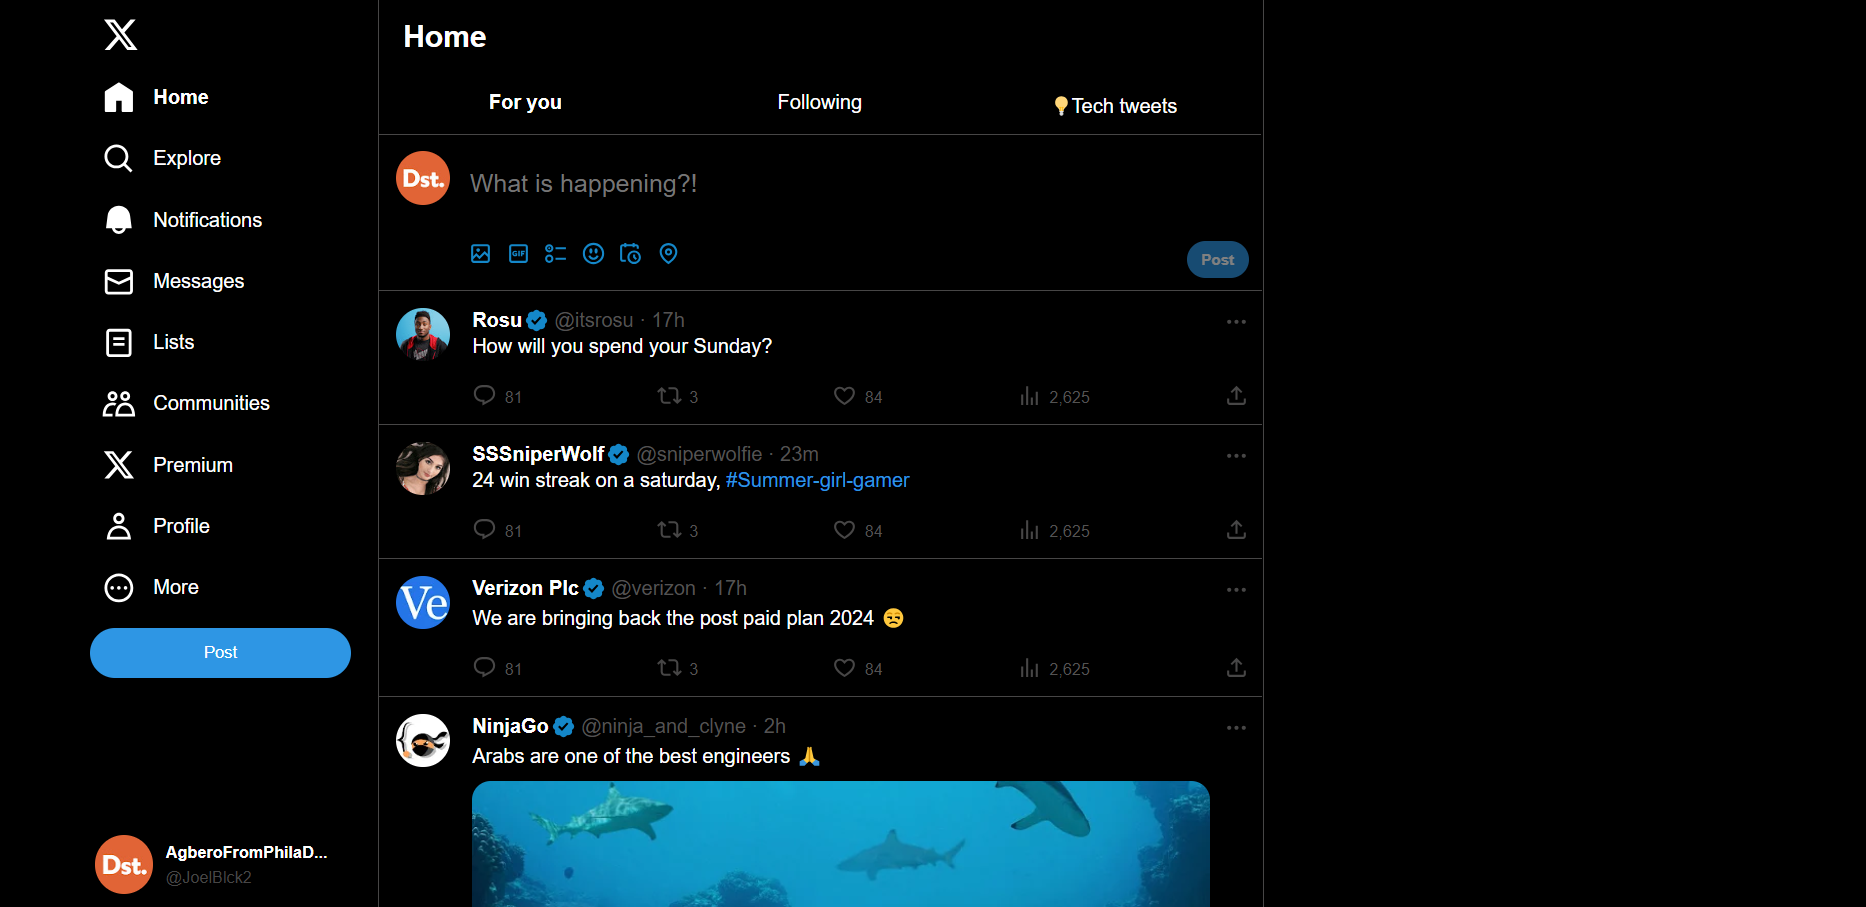 Home
Explore
Notifications
Messages
Lists
Communities
Premium
Profile
More
Post
Dst.
AgberoFromPhilaD...
@JoelBlck2
Home
For you
Following
💡Tech tweets
Dst.
What is happening?!
GIF
Post
Rosu @itsrosu · 17h
How will you spend your Sunday?
81 3 84 2,625
SSSniperWolf @sniperwolfie · 23m
24 win streak on a saturday, #Summer-girl-gamer
81 3 84 2,625
Ve
Verizon Plc @verizon · 17h
We are bringing back the post paid plan 2024 😒
81 3 84 2,625
NinjaGo @ninja_and_clyne · 2h
Arabs are one of the best engineers 🙏